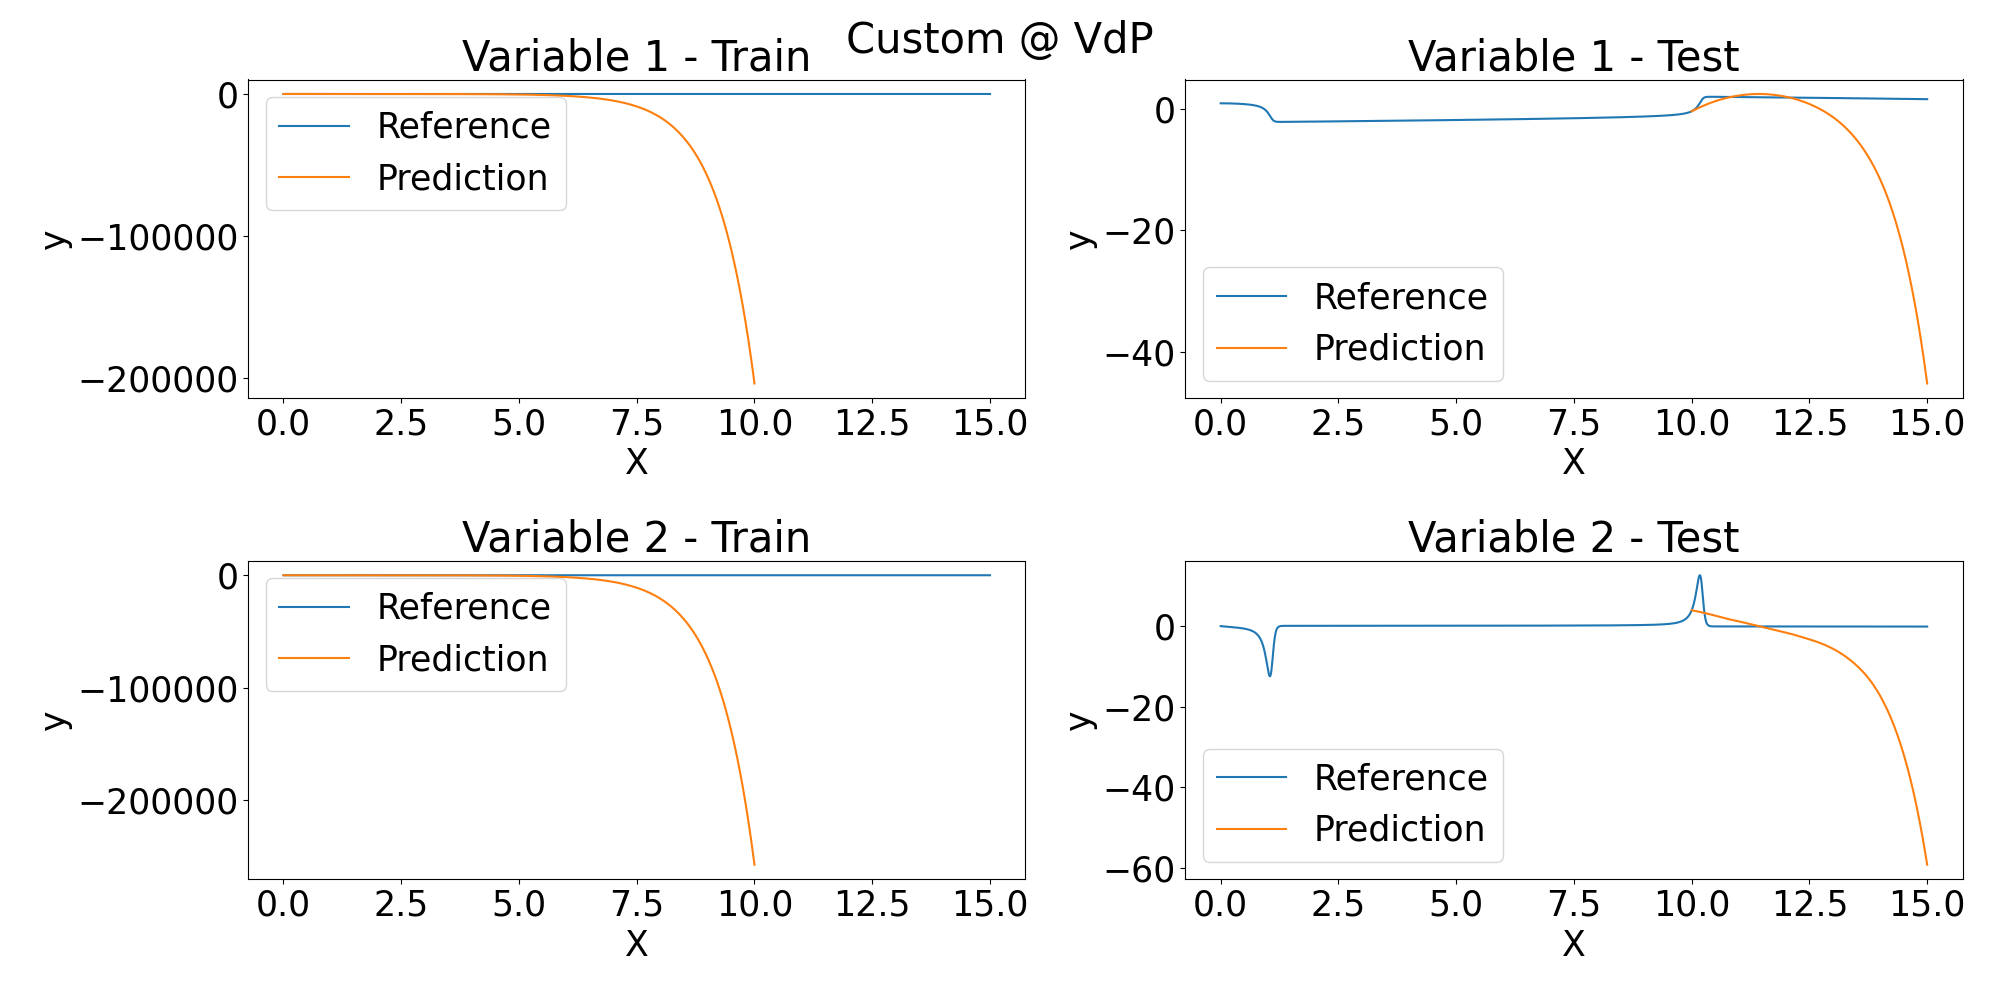 Custom @ VdP
Variable 1 - Train
0
−100000
−200000
y
Reference
Prediction
0.0 2.5 5.0 7.5 10.0 12.5 15.0
X
Variable 1 - Test
0
−20
−40
y
Reference
Prediction
0.0 2.5 5.0 7.5 10.0 12.5 15.0
X
Variable 2 - Train
0
−100000
−200000
y
Reference
Prediction
0.0 2.5 5.0 7.5 10.0 12.5 15.0
X
Variable 2 - Test
0
−20
−40
−60
y
Reference
Prediction
0.0 2.5 5.0 7.5 10.0 12.5 15.0
X